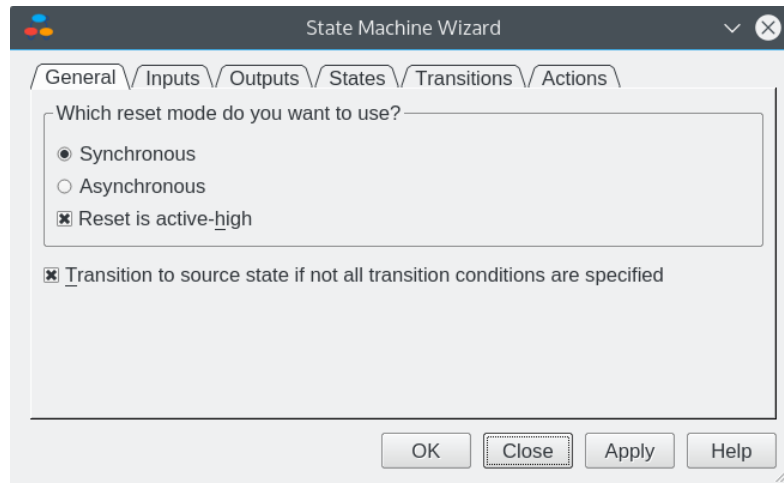 State Machine Wizard
General Inputs Outputs States Transitions Actions
Which reset mode do you want to use?
Synchronous
Asynchronous
Reset is active-high
Transition to source state if not all transition conditions are specified
OK Close Apply Help